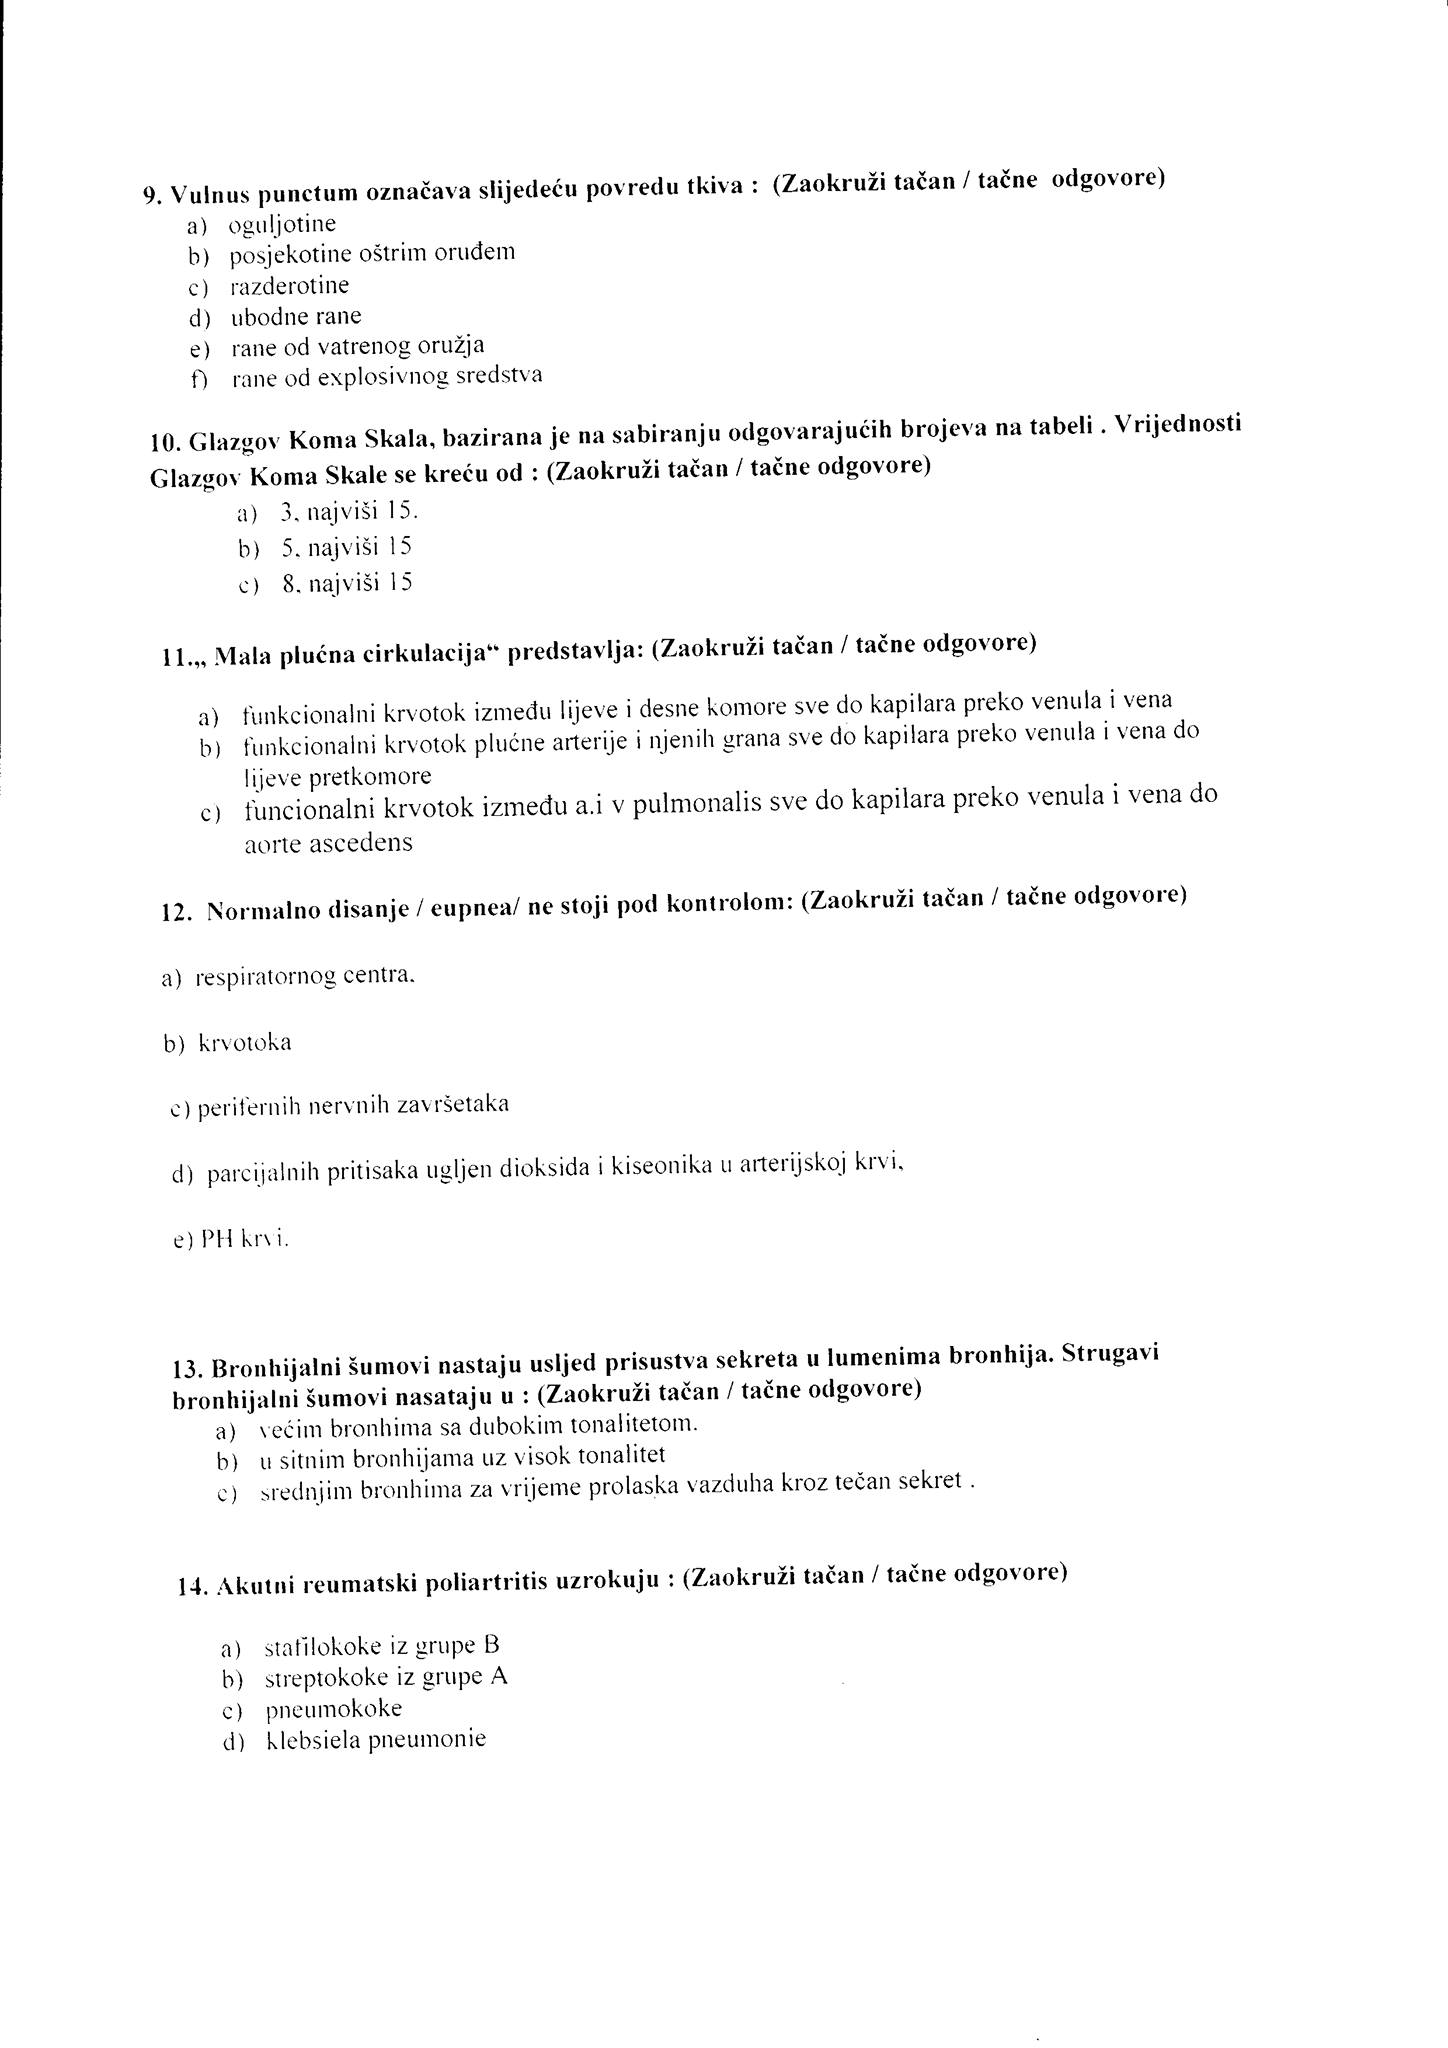 9. Vulnus punctum označava slijedeću povredu tkiva : (Zaokruži tačan / tačne odgovore)
a) oguljotine
b) posjekotine oštrim oruđem
c) razderotine
d) ubodne rane
e) rane od vatrenog oružja
f) rane od explosivnog sredstva
10. Glazgov Koma Skala, bazirana je na sabiranju odgovarajućih brojeva na tabeli . Vrijednosti
Glazgov Koma Skale se kreću od : (Zaokruži tačan / tačne odgovore)
a) 3, najviši 15.
b) 5, najviši 15
c) 8, najviši 15
11.„ Mala plućna cirkulacija“ predstavlja: (Zaokruži tačan / tačne odgovore)
a) funkcionalni krvotok između lijeve i desne komore sve do kapilara preko venula i vena
b) funkcionalni krvotok plućne arterije i njenih grana sve do kapilara preko venula i vena do
lijeve pretkomore
c) funcionalni krvotok između a.i v pulmonalis sve do kapilara preko venula i vena do
aorte ascedens
12. Normalno disanje / eupnea/ ne stoji pod kontrolom: (Zaokruži tačan / tačne odgovore)
a) respiratornog centra.
b) krvotoka
c) perifernih nervnih završetaka
d) parcijalnih pritisaka ugljen dioksida i kiseonika u arterijskoj krvi,
e) PH krvi.
13. Bronhijalni šumovi nastaju usljed prisustva sekreta u lumenima bronhija. Strugavi
bronhijalni šumovi nasataju u : (Zaokruži tačan / tačne odgovore)
a) većim bronhima sa dubokim tonalitetom.
b) u sitnim bronhijama uz visok tonalitet
c) srednjim bronhima za vrijeme prolaska vazduha kroz tečan sekret .
14. Akutni reumatski poliartritis uzrokuju : (Zaokruži tačan / tačne odgovore)
a) stafilokoke iz grupe B
b) streptokoke iz grupe A
c) pneumokoke
d) klebsiela pneumonie